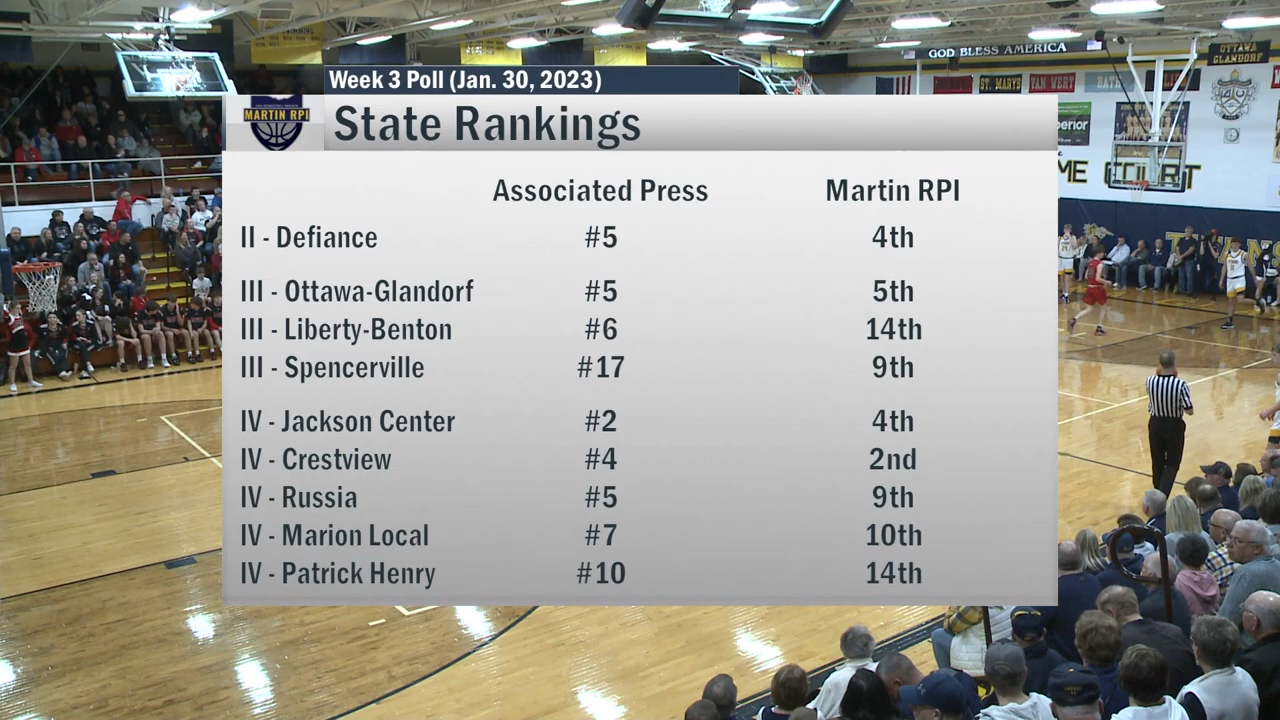 SWIMMING
GOD BLESS AMERICA
OTTAWA
GLANDORF
ST. MARYS
VAN WERT
BATH
Week 3 Poll (Jan. 30, 2023)
MARTIN RPI
State Rankings
Associated Press Martin RPI
II - Defiance #5 4th
III - Ottawa-Glandorf #5 5th
III - Liberty-Benton #6 14th
III - Spencerville #17 9th
IV - Jackson Center #2 4th
IV - Crestview #4 2nd
IV - Russia #5 9th
IV - Marion Local #7 10th
IV - Patrick Henry #10 14th
COURT